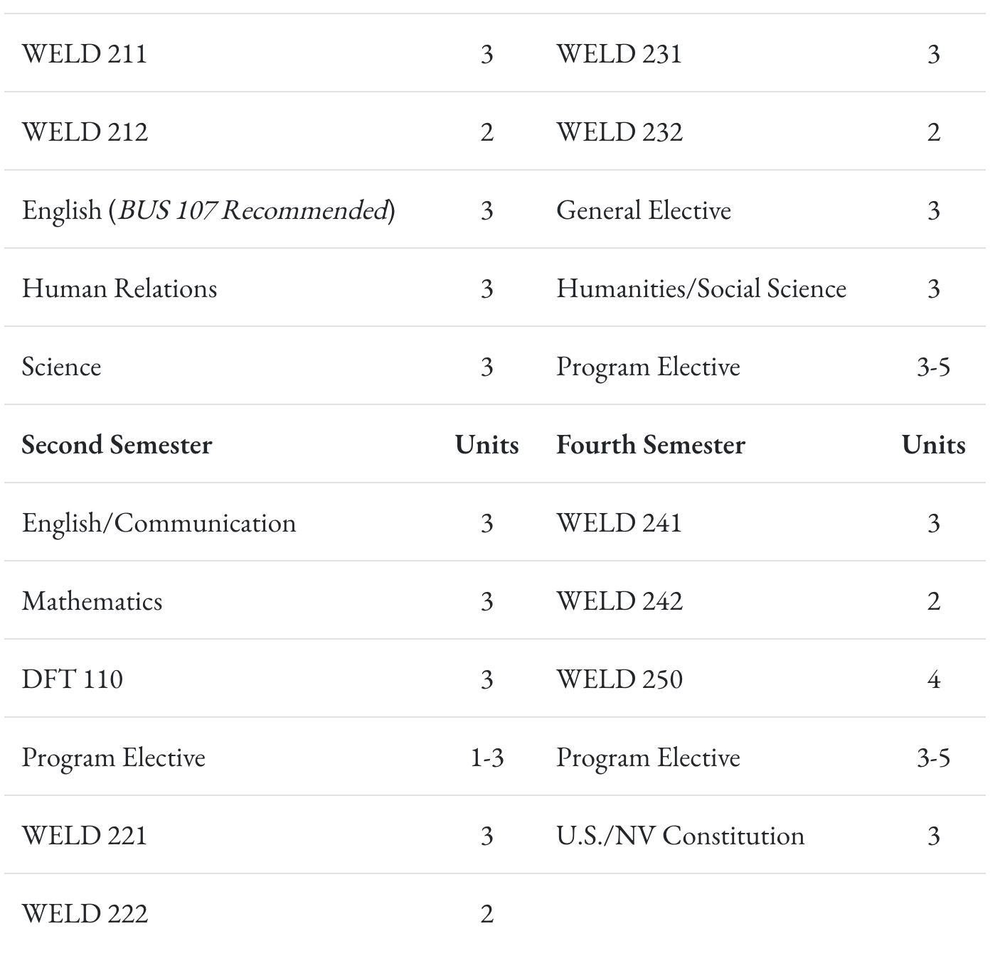 WELD 211 3 WELD 231 3
WELD 212 2 WELD 232 2
English (BUS 107 Recommended) 3 General Elective 3
Human Relations 3 Humanities/Social Science 3
Science 3 Program Elective 3-5
Second Semester Units Fourth Semester Units
English/Communication 3 WELD 241 3
Mathematics 3 WELD 242 2
DFT 110 3 WELD 250 4
Program Elective 1-3 Program Elective 3-5
WELD 221 3 U.S./NV Constitution 3
WELD 222 2